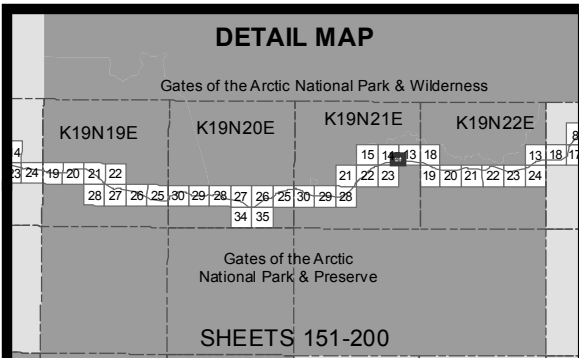 DETAIL MAP
Gates of the Arctic National Park & Wilderness
K19N19E K19N20E K19N21E K19N22E
8
4 15 14 13 18 13 18 17
23 24 19 20 21 22 21 22 23 19 20 21 22 23 24
28 27 26 25 30 29 28 27 26 25 30 29 28
34 35
Gates of the Arctic
National Park & Preserve
SHEETS 151-200